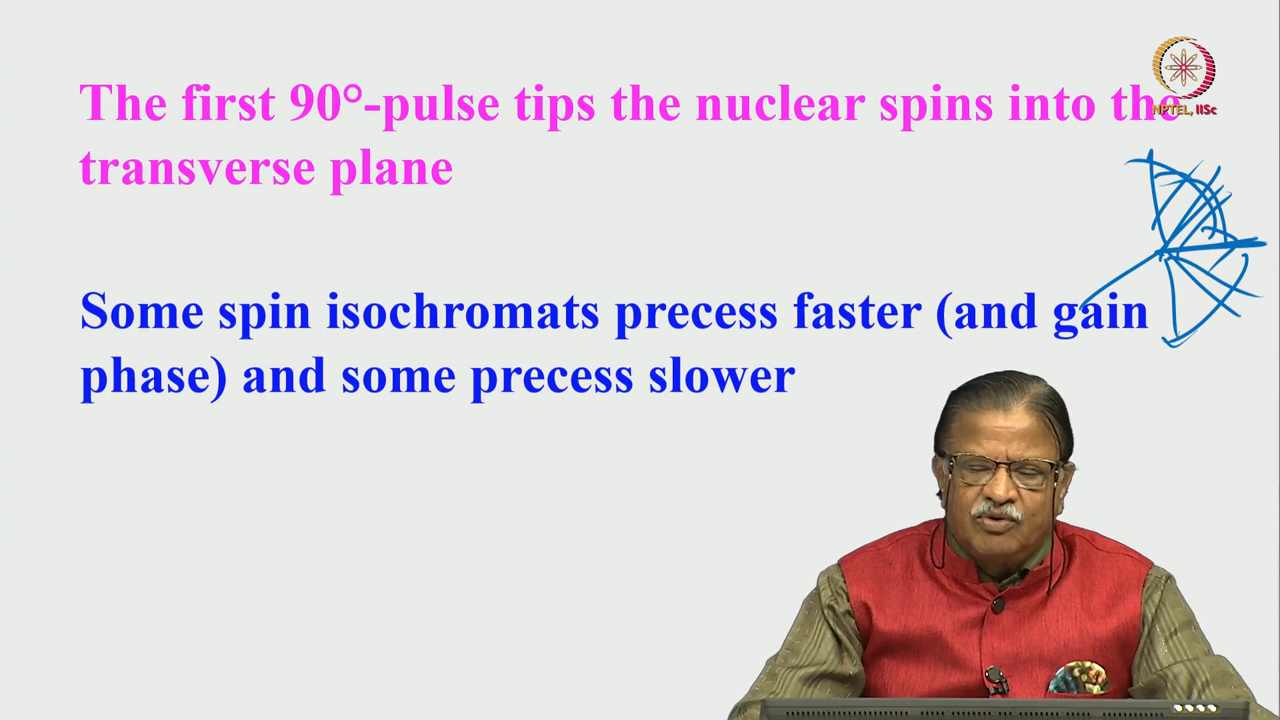 The first 90°-pulse tips the nuclear spins into the
transverse plane
NPTEL, IISc
Some spin isochromats precess faster (and gain
phase) and some precess slower